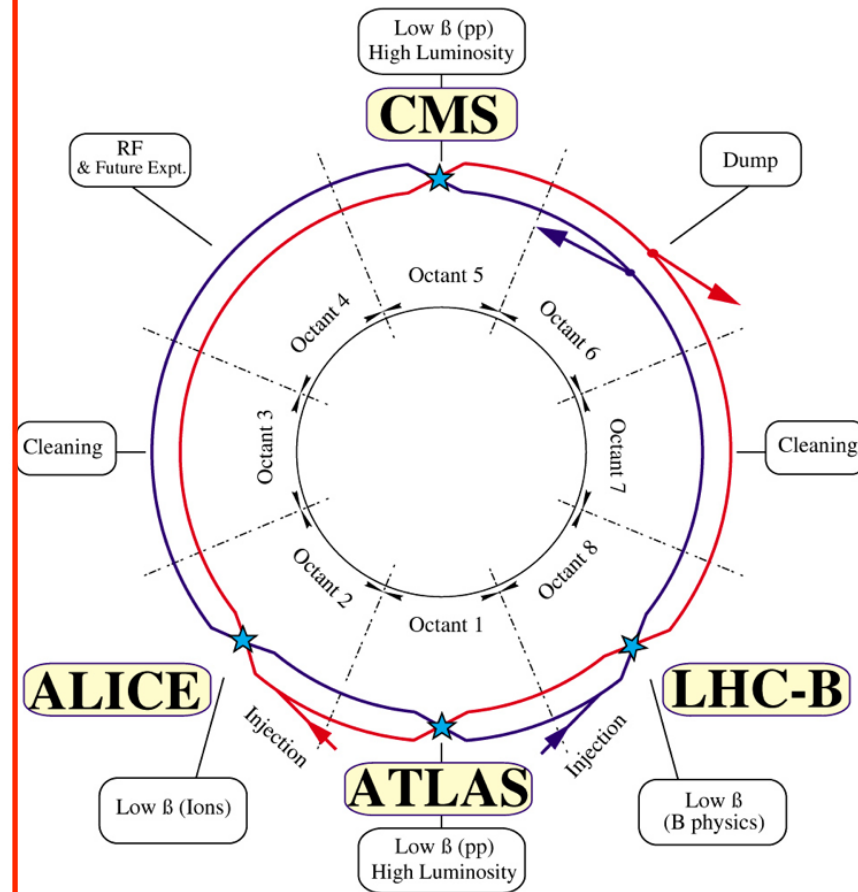 Low ß (pp)
High Luminosity
CMS
RF
& Future Expt.
Dump
Octant 5
Octant 4
Octant 6
Cleaning
Octant 3
Octant 7
Cleaning
Octant 2
Octant 8
Octant 1
ALICE
LHC-B
Injection
Injection
ATLAS
Low ß (Ions)
Low ß
(B physics)
Low ß (pp)
High Luminosity